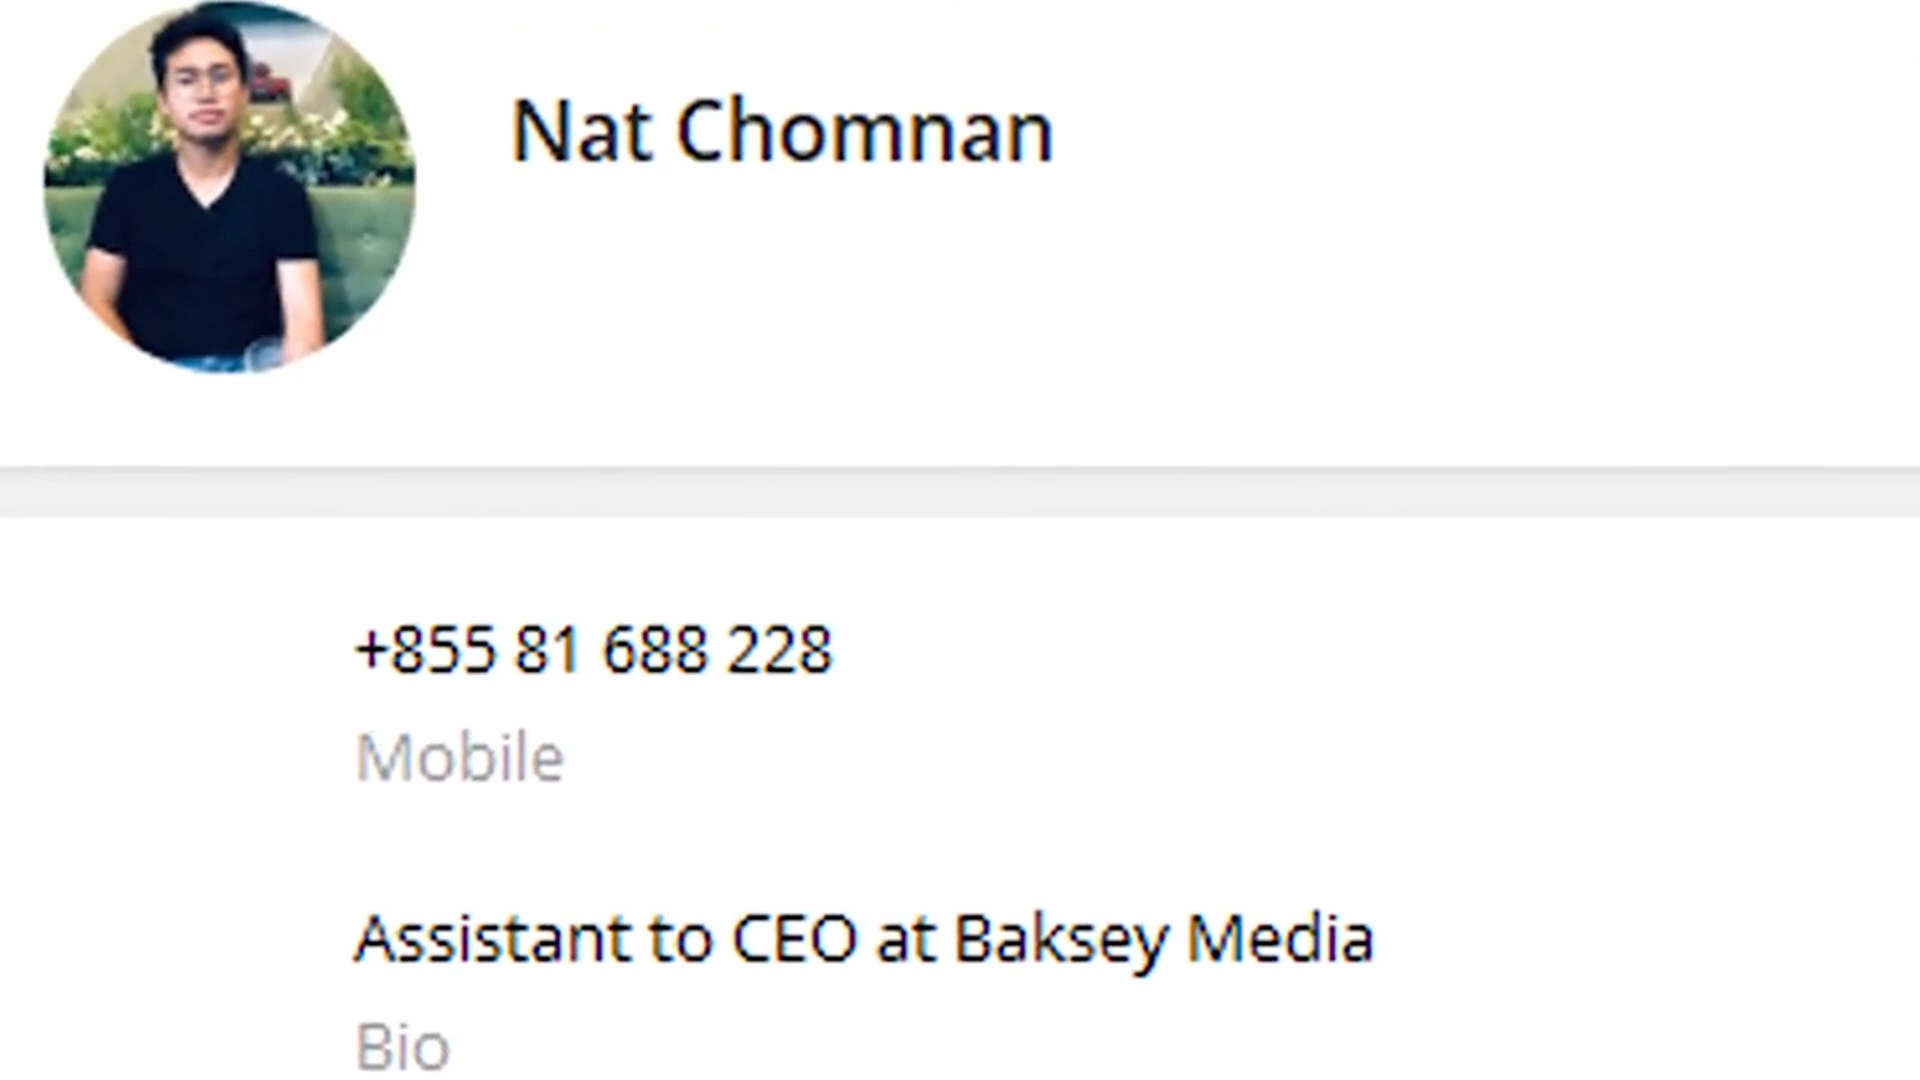 Nat Chomnan
+855 81 688 228
Mobile
Assistant to CEO at Baksey Media
Bio